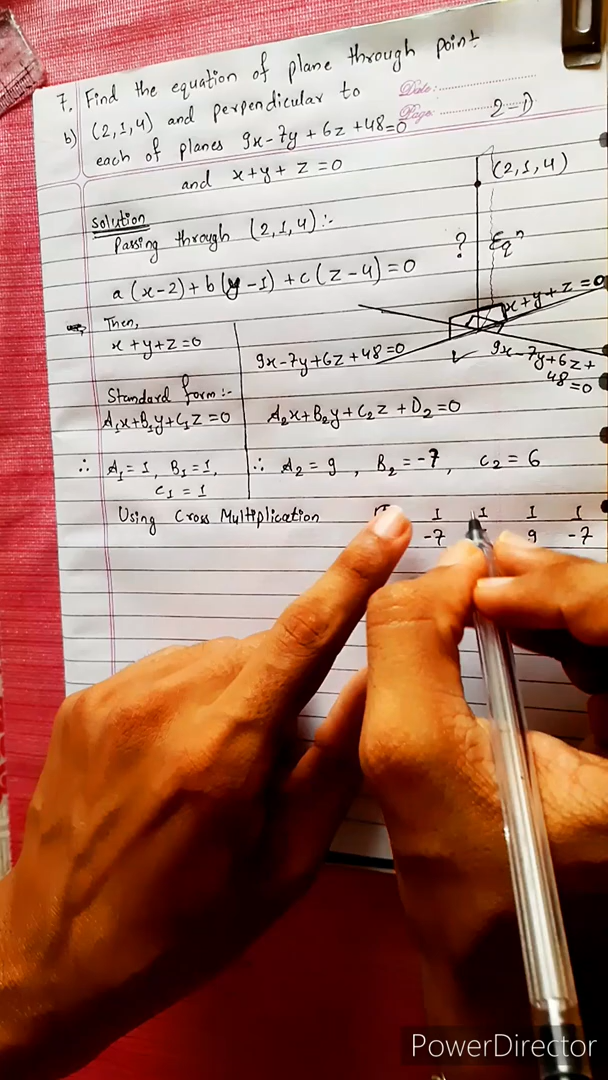 7. Find the equation of plane through point
b) (2,1,4) and perpendicular to
Date:
each of planes 9x-7y+6z+48=0
Page:
2-D
and x+y+z=0
Solution
Passing through (2,1,4):-
a(x-2)+b(y-1)+c(z-4)=0
Then,
x+y+z=0
9x-7y+6z+48=0
Standard form:-
A₁x+B₁y+C₁z=0
A₂x+B₂y+C₂z+D₂=0
∴ A₁=1, B₁=1,
C₁=1
∴ A₂=9, B₂=-7, C₂=6
Using Cross Multiplication
1 1 1 1
-7 9 -7
(2,1,4)
? Eqⁿ
x+y+z=0
9x-7y+6z+
48=0
PowerDirector